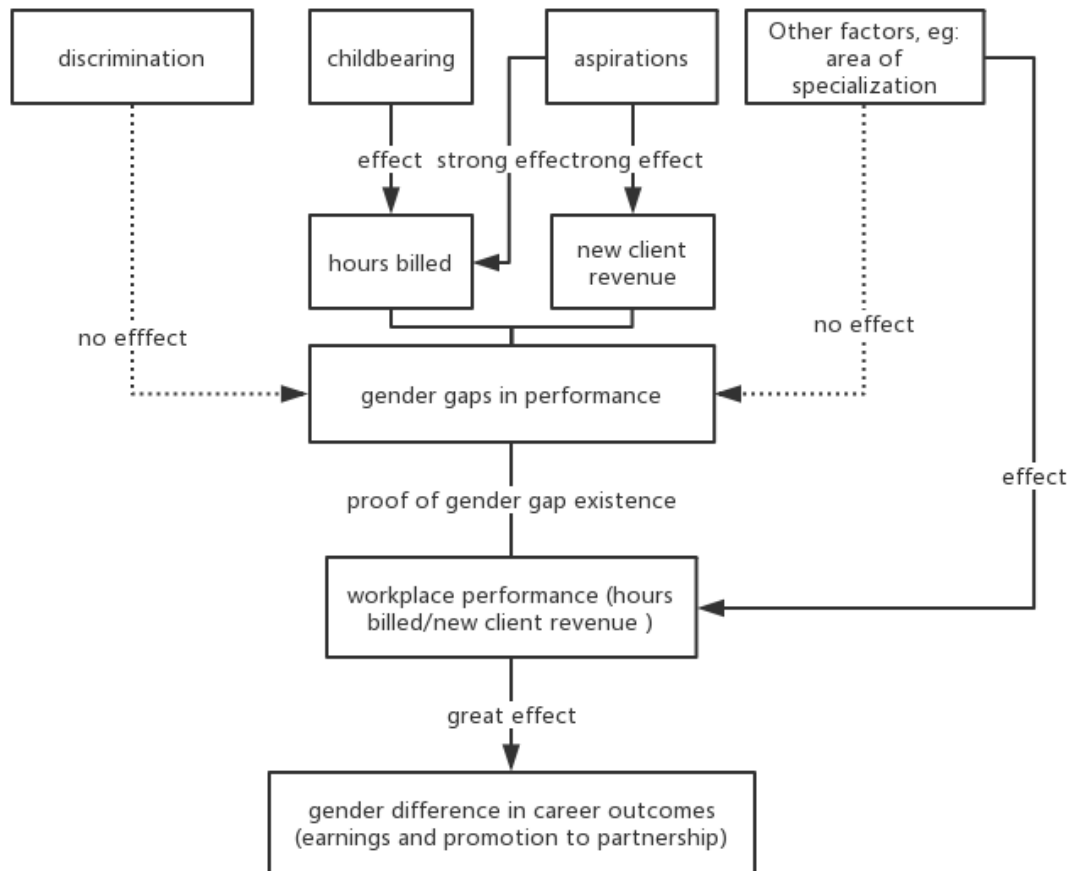 discrimination
childbearing
aspirations
Other factors, eg:
area of
specialization
effect
strong effectrong effect
hours billed
new client
revenue
no efffect
no effect
gender gaps in performance
effect
proof of gender gap existence
workplace performance (hours
billed/new client revenue )
great effect
gender difference in career outcomes
(earnings and promotion to partnership)